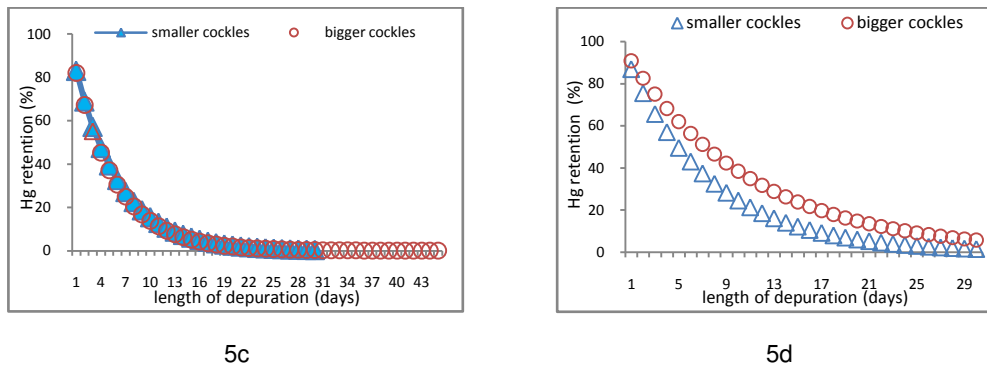 smaller cockles bigger cockles
100
80
60
40
20
0
Hg retention (%)
1 4 7 10 13 16 19 22 25 28 31 34 37 40 43
length of depuration (days)
5c
smaller cockles bigger cockles
100
80
60
40
20
0
Hg retention (%)
1 5 9 13 17 21 25 29
length of depuration (days)
5d